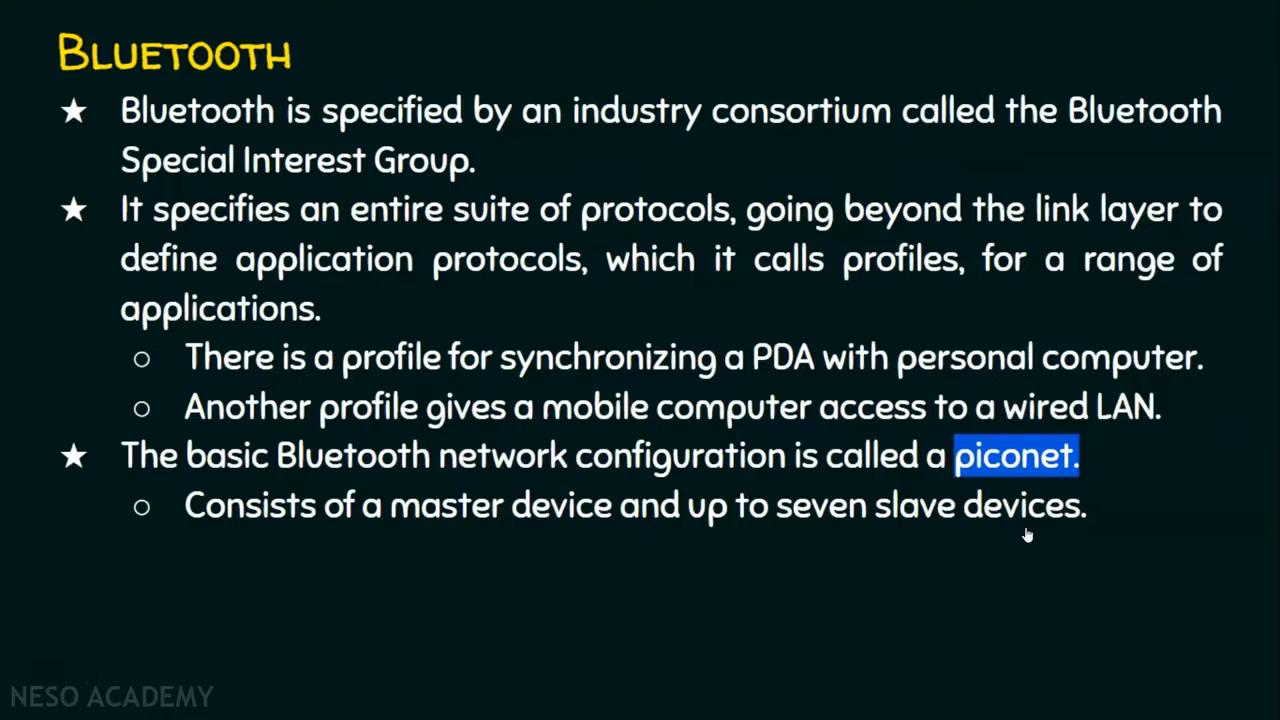 BLUETOOTH
★ Bluetooth is specified by an industry consortium called the Bluetooth
Special Interest Group.
★ It specifies an entire suite of protocols, going beyond the link layer to
define application protocols, which it calls profiles, for a range of
applications.
○ There is a profile for synchronizing a PDA with personal computer.
○ Another profile gives a mobile computer access to a wired LAN.
★ The basic Bluetooth network configuration is called a piconet.
○ Consists of a master device and up to seven slave devices.
NESO ACADEMY